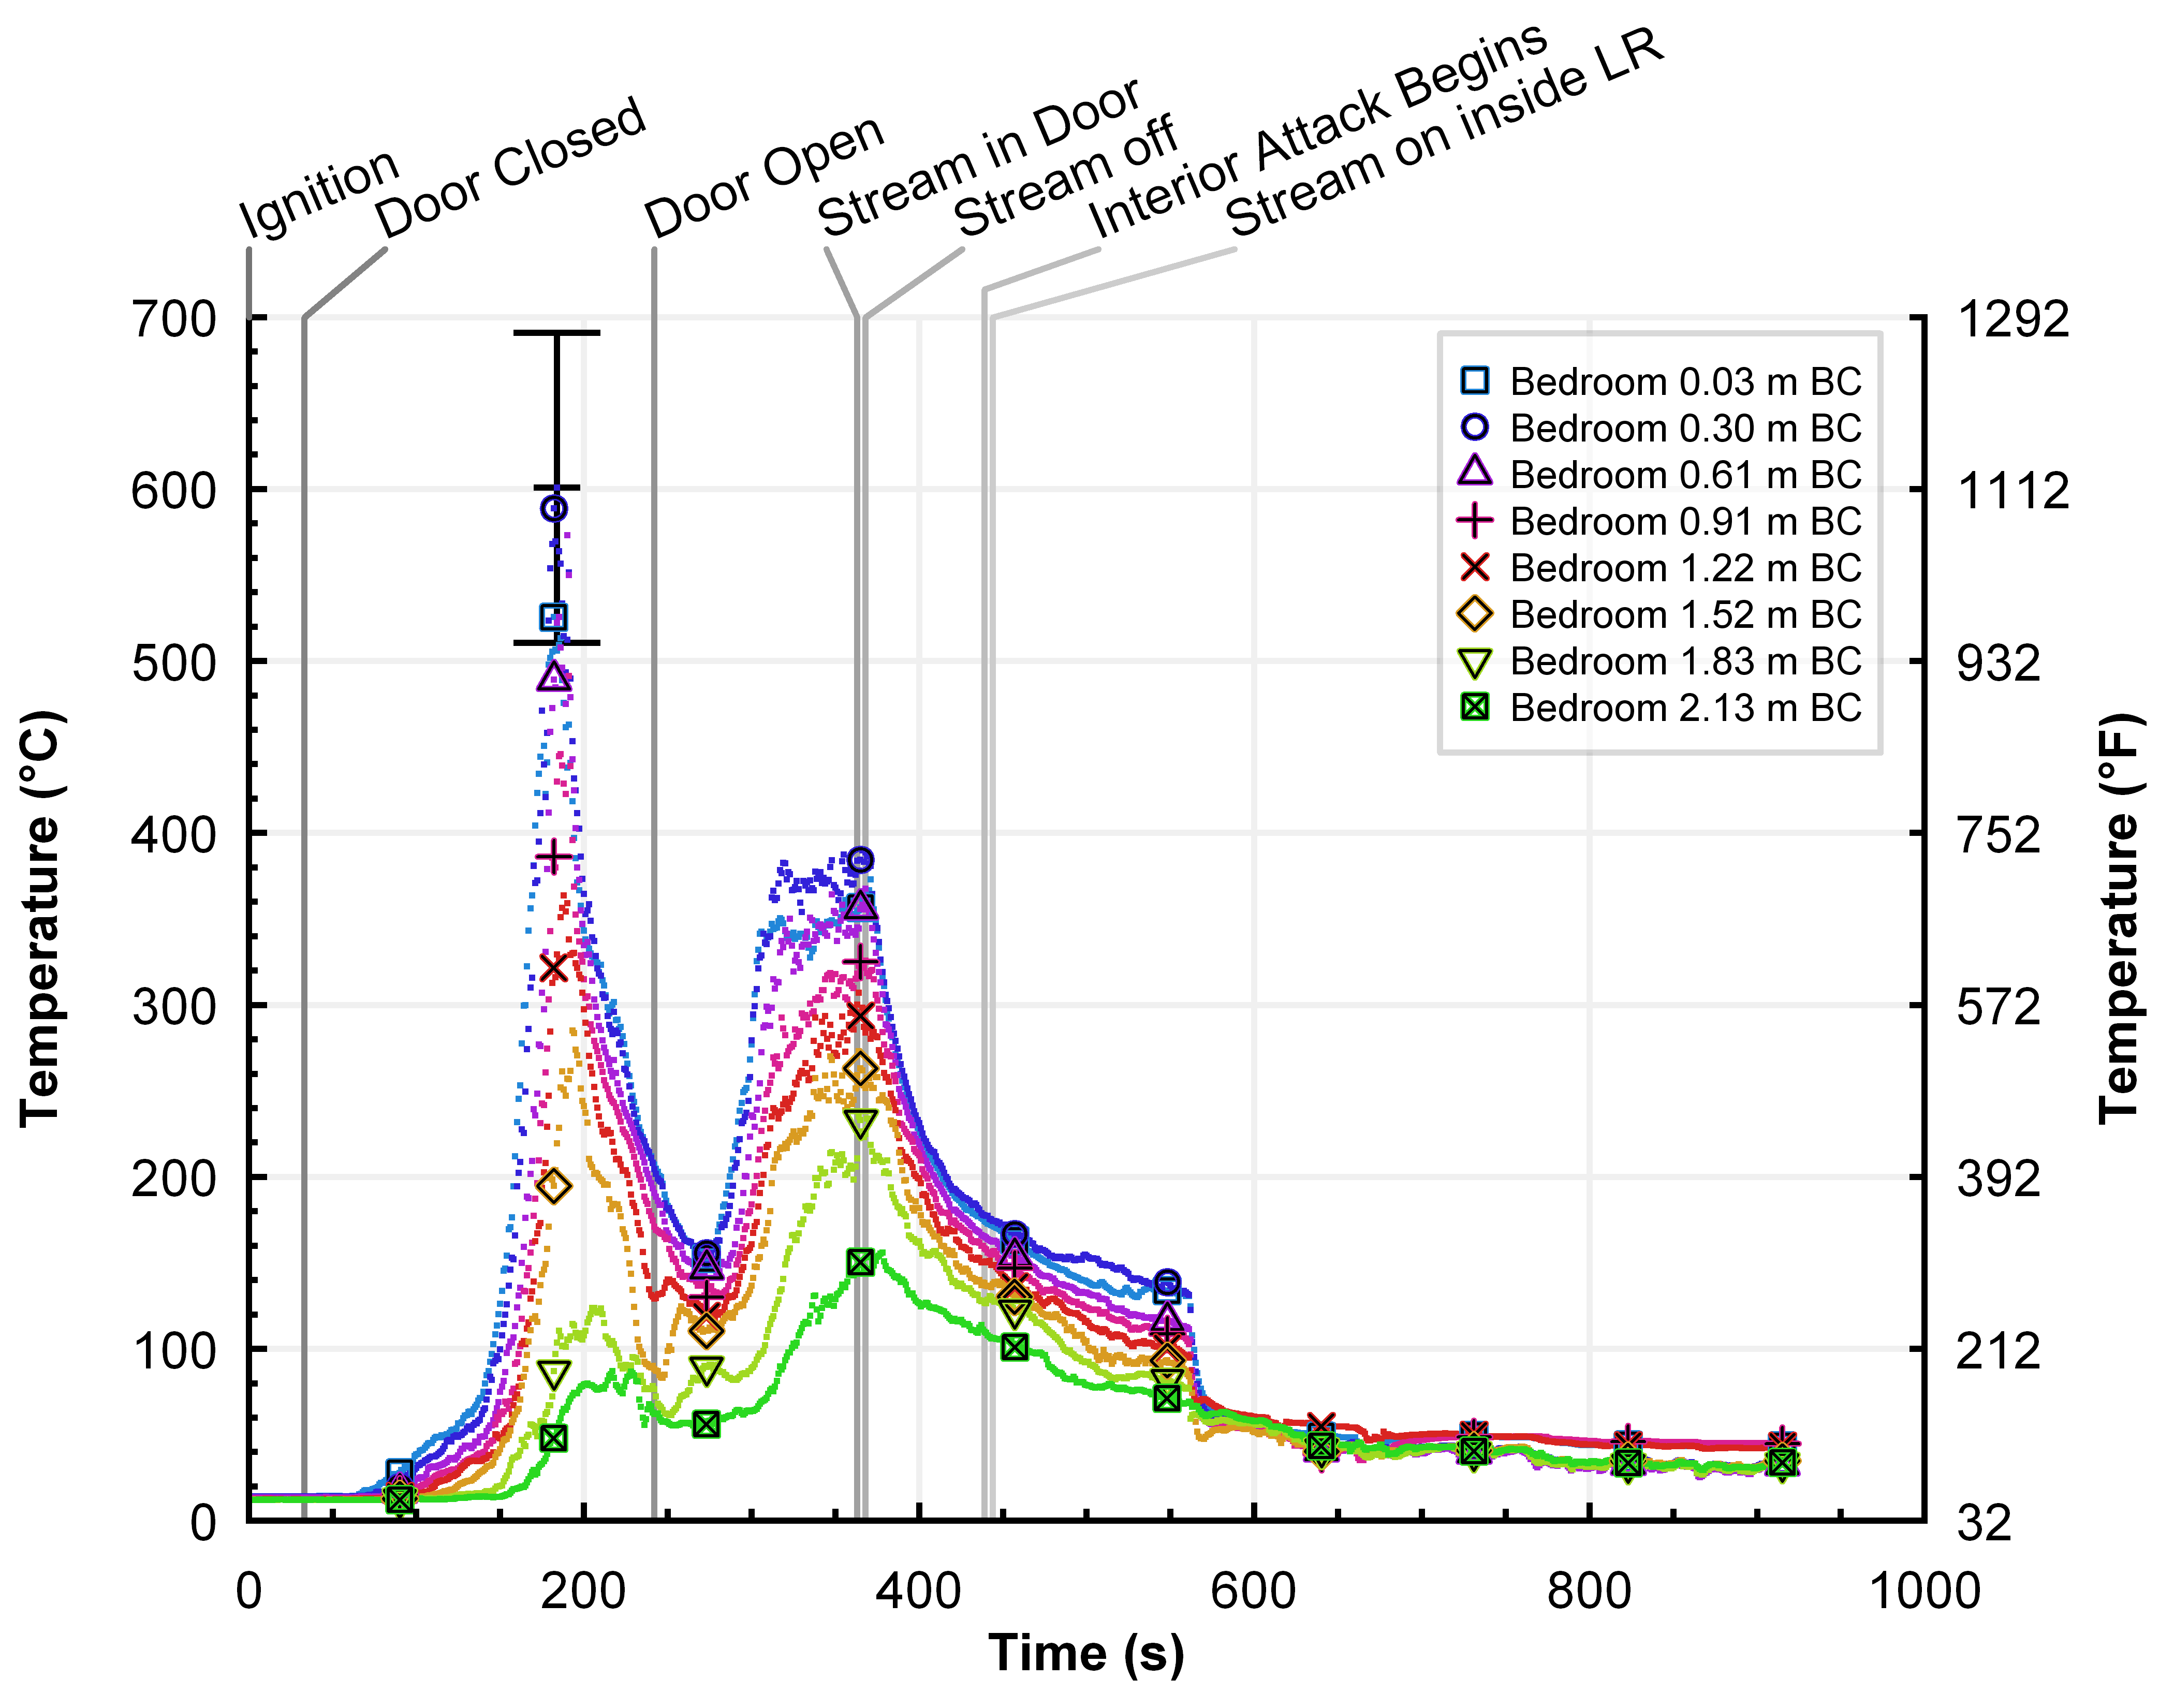 Ignition
Door Closed
Door Open
Stream in Door
Stream off
Interior Attack Begins
Stream on inside LR
Temperature (°C)
700
600
500
400
300
200
100
0
1292
1112
932
752
572
392
212
32
Temperature (°F)
Bedroom 0.03 m BC
Bedroom 0.30 m BC
Bedroom 0.61 m BC
Bedroom 0.91 m BC
Bedroom 1.22 m BC
Bedroom 1.52 m BC
Bedroom 1.83 m BC
Bedroom 2.13 m BC
0 200 400 600 800 1000
Time (s)